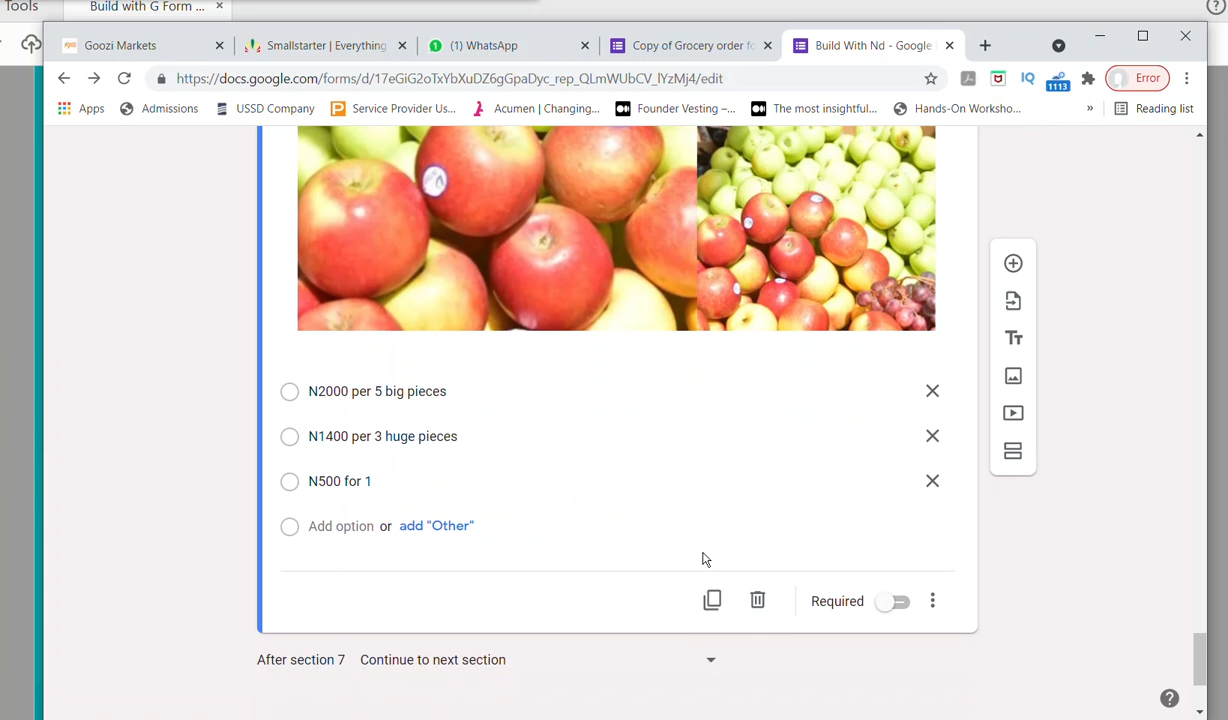 Tools
Build with G Form ... ×
Goozi Markets
Smallstarter | Everything
(1) WhatsApp
Copy of Grocery order fo
Build With Nd - Google
https://docs.google.com/forms/d/17eGiG2oTxYbXuDZ6gGpaDyc_rep_QLmWUbCV_lYzMj4/edit
IQ
1113
Error
Apps
Admissions
USSD Company
Service Provider Us...
Acumen | Changing...
Founder Vesting –...
The most insightful...
Hands-On Worksho...
»
Reading list
N2000 per 5 big pieces
N1400 per 3 huge pieces
N500 for 1
Add option or add "Other"
Required
After section 7 Continue to next section